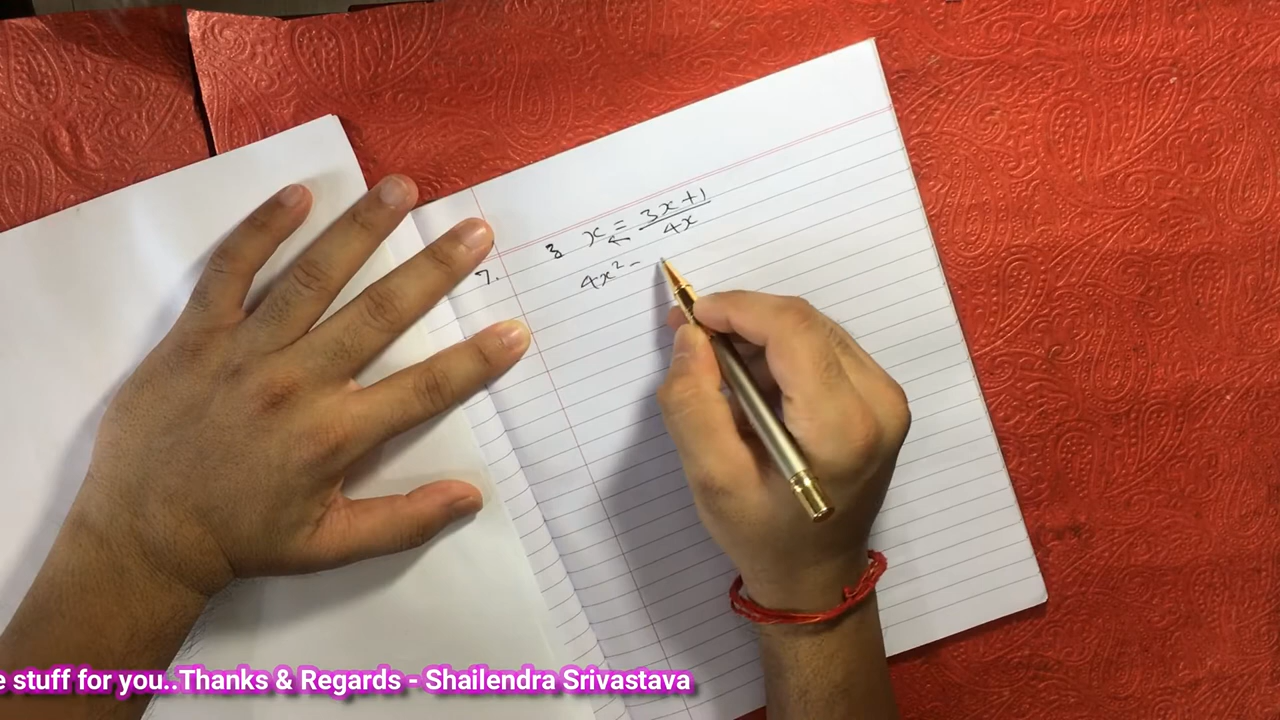 3 x = 3x+1/4x
7.
4x² -
e stuff for you..Thanks & Regards - Shailendra Srivastava